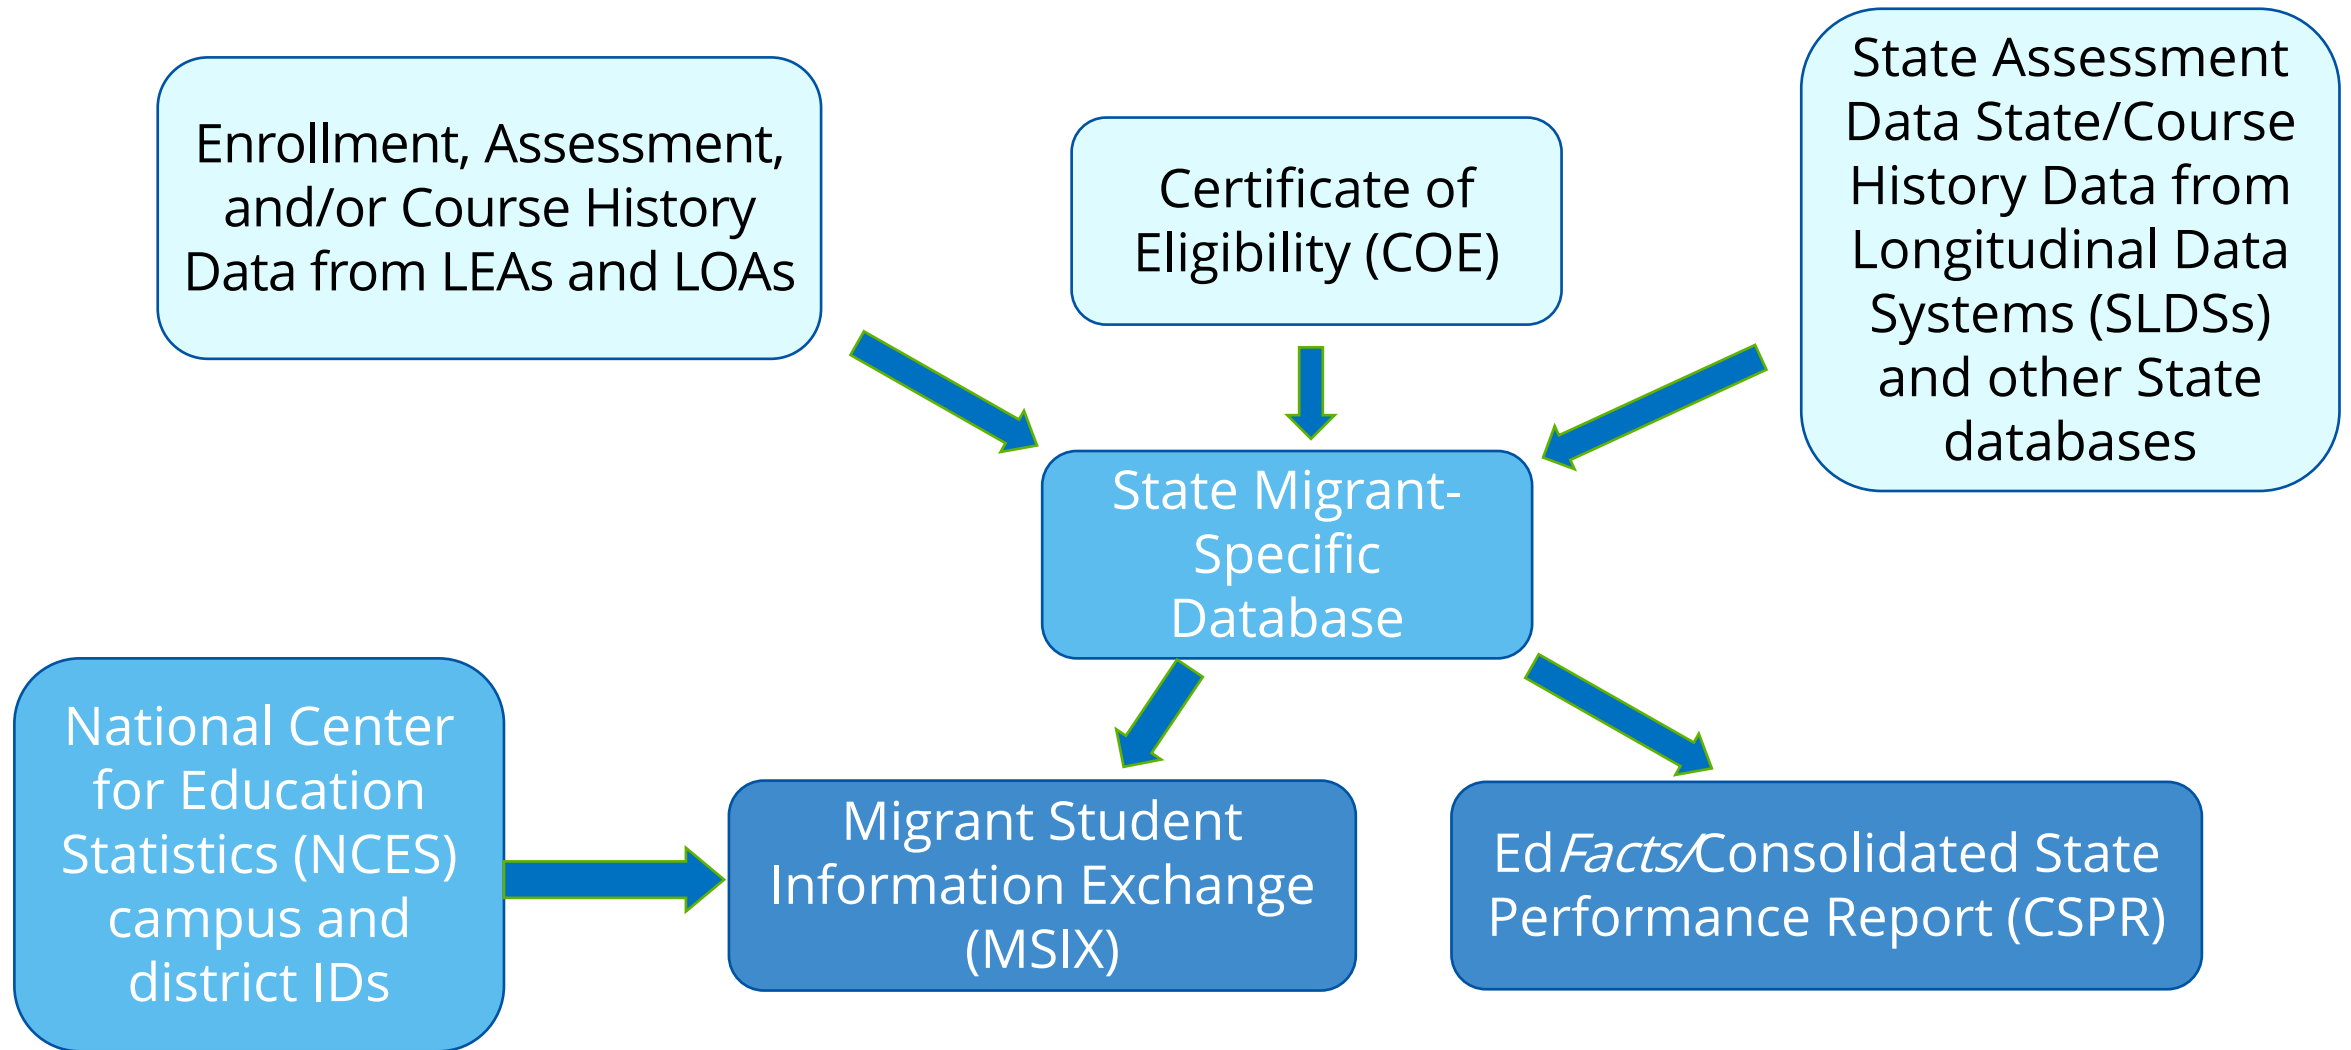 Enrollment, Assessment,
and/or Course History
Data from LEAs and LOAs
Certificate of
Eligibility (COE)
State Assessment
Data State/Course
History Data from
Longitudinal Data
Systems (SLDSs)
and other State
databases
State Migrant-
Specific
Database
National Center
for Education
Statistics (NCES)
campus and
district IDs
Migrant Student
Information Exchange
(MSIX)
EdFacts/Consolidated State
Performance Report (CSPR)